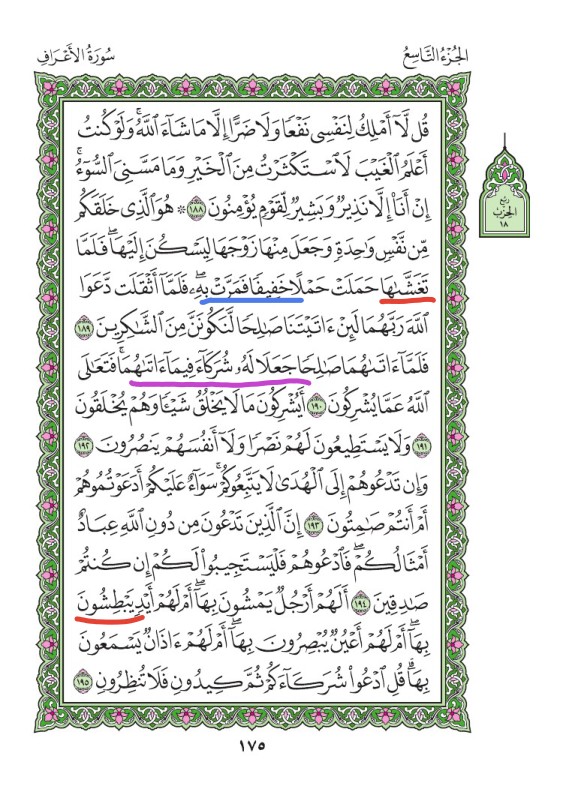 الجُزْءُ التَّاسِعُ
سُورَةُ الأَعْرَافِ
قُل لَّآ أَمْلِكُ لِنَفْسِى نَفْعًا وَلَا ضَرًّا إِلَّا مَا شَآءَ ٱللَّهُۚ وَلَوْ كُنتُ
أَعْلَمُ ٱلْغَيْبَ لَٱسْتَكْثَرْتُ مِنَ ٱلْخَيْرِ وَمَا مَسَّنِىَ ٱلسُّوٓءُۚ
إِنْ أَنَا۠ إِلَّا نَذِيرٌ وَبَشِيرٌ لِّقَوْمٍ يُؤْمِنُونَ ١٨٨ ۞ هُوَ ٱلَّذِى خَلَقَكُم
مِّن نَّفْسٍ وَٰحِدَةٍ وَجَعَلَ مِنْهَا زَوْجَهَا لِيَسْكُنَ إِلَيْهَاۖ فَلَمَّا
تَغَشَّىٰهَا حَمَلَتْ حَمْلًا خَفِيفًا فَمَرَّتْ بِهِۦۖ فَلَمَّآ أَثْقَلَت دَّعَوَا
ٱللَّهَ رَبَّهُمَا لَئِنْ ءَاتَيْتَنَا صَٰلِحًا لَّنَكُونَنَّ مِنَ ٱلشَّٰكِرِينَ ١٨٩
فَلَمَّآ ءَاتَىٰهُمَا صَٰلِحًا جَعَلَا لَهُۥ شُرَكَآءَ فِيمَآ ءَاتَىٰهُمَاۚ فَتَعَٰلَى
ٱللَّهُ عَمَّا يُشْرِكُونَ ١٩٠ أَيُشْرِكُونَ مَا لَا يَخْلُقُ شَيْـًٔا وَهُمْ يُخْلَقُونَ
١٩١ وَلَا يَسْتَطِيعُونَ لَهُمْ نَصْرًا وَلَآ أَنفُسَهُمْ يَنصُرُونَ ١٩٢
وَإِن تَدْعُوهُمْ إِلَى ٱلْهُدَىٰ لَا يَتَّبِعُوكُمْۚ سَوَآءٌ عَلَيْكُمْ أَدَعَوْتُمُوهُمْ
أَمْ أَنتُمْ صَٰمِتُونَ ١٩٣ إِنَّ ٱلَّذِينَ تَدْعُونَ مِن دُونِ ٱللَّهِ عِبَادٌ
أَمْثَالُكُمْۖ فَٱدْعُوهُمْ فَلْيَسْتَجِيبُوا۟ لَكُمْ إِن كُنتُمْ
صَٰدِقِينَ ١٩٤ أَلَهُمْ أَرْجُلٌ يَمْشُونَ بِهَآۖ أَمْ لَهُمْ أَيْدٍ يَبْطِشُونَ
بِهَآۖ أَمْ لَهُمْ أَعْيُنٌ يُبْصِرُونَ بِهَآۖ أَمْ لَهُمْ ءَاذَانٌ يَسْمَعُونَ
بِهَاۗ قُلِ ٱدْعُوا۟ شُرَكَآءَكُمْ ثُمَّ كِيدُونِ فَلَا تُنظِرُونِ ١٩٥
رُبع
الحِزْب
١٨
١٧٥